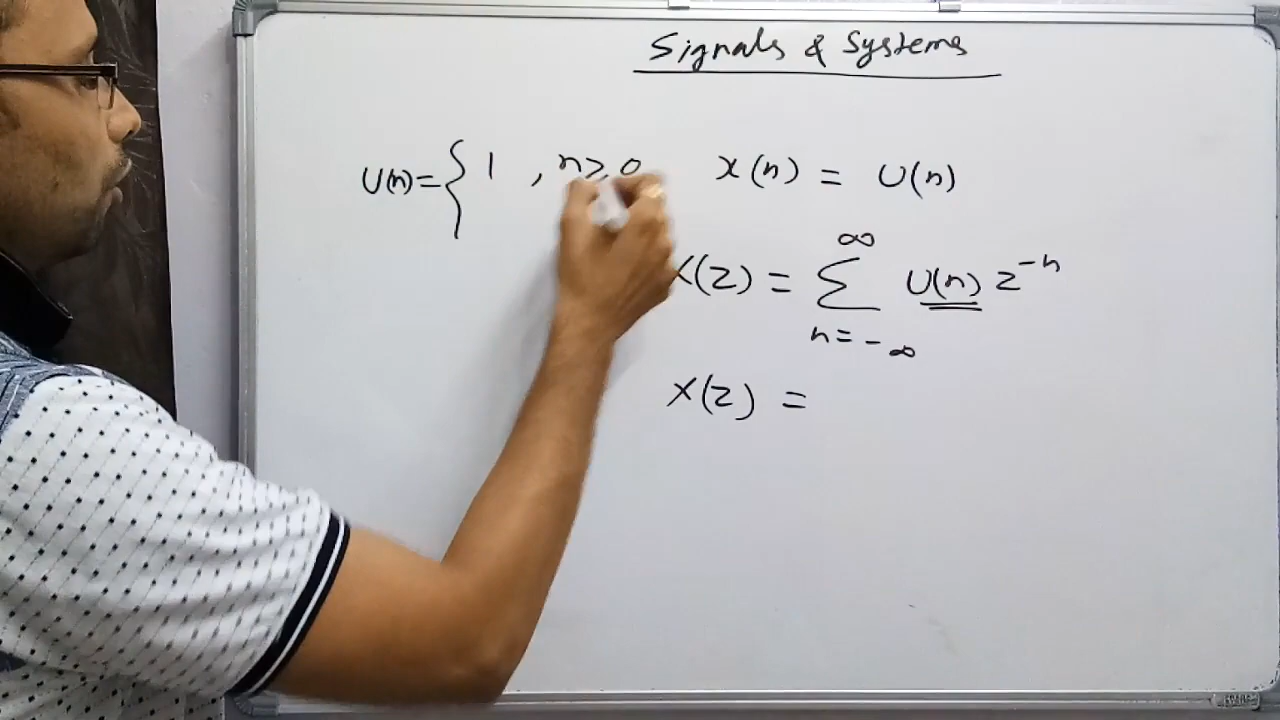 Signals & Systems
U(n) = { 1 , n ≥ 0
x(n) = U(n)
X(z) = ∑ U(n) z⁻ⁿ
∞
n = -∞
X(z) =